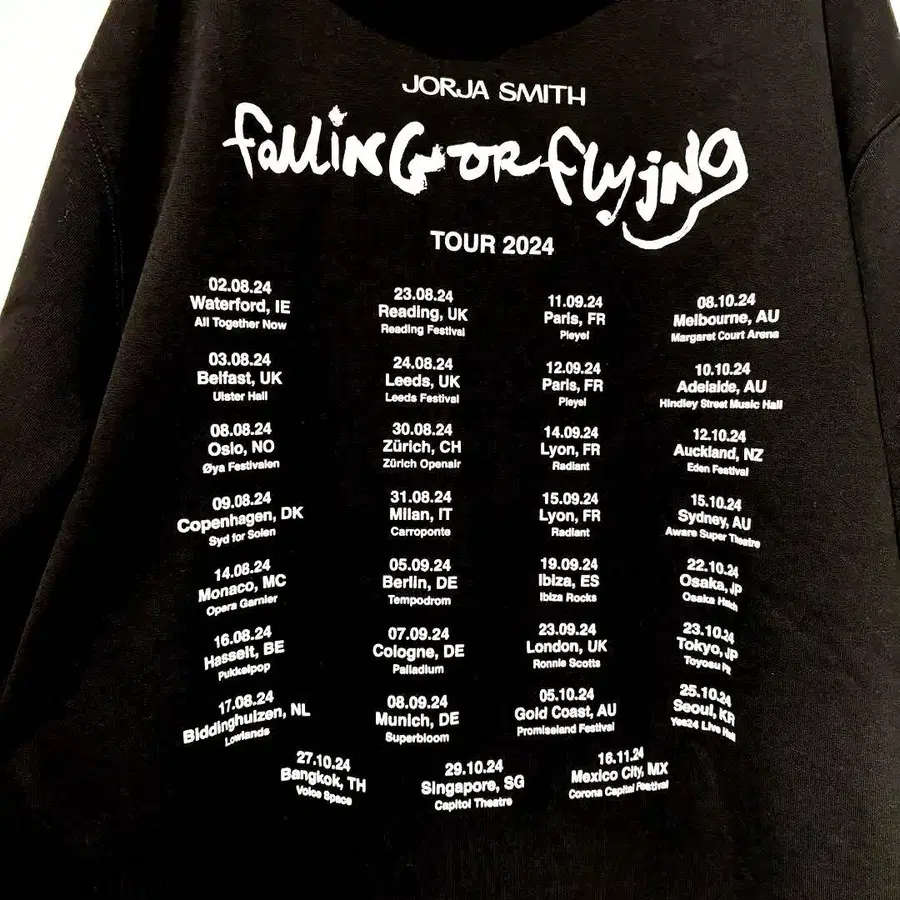 JORJA SMITH
falling or flying
TOUR 2024
02.08.24
Waterford, IE
All Together Now
03.08.24
Belfast, UK
Ulster Hall
08.08.24
Oslo, NO
Øya Festivalen
09.08.24
Copenhagen, DK
Syd for Solen
14.08.24
Monaco, MC
Opera Garnier
16.08.24
Hasselt, BE
Pukkelpop
17.08.24
Biddinghuizen, NL
Lowlands
23.08.24
Reading, UK
Reading Festival
24.08.24
Leeds, UK
Leeds Festival
30.08.24
Zürich, CH
Zürich Openair
31.08.24
Milan, IT
Carroponte
05.09.24
Berlin, DE
Tempodrom
07.09.24
Cologne, DE
Palladium
08.09.24
Munich, DE
Superbloom
11.09.24
Paris, FR
Pleyel
12.09.24
Paris, FR
Pleyel
14.09.24
Lyon, FR
Radiant
15.09.24
Lyon, FR
Radiant
19.09.24
Ibiza, ES
Ibiza Rocks
23.09.24
London, UK
Ronnie Scotts
05.10.24
Gold Coast, AU
Promiseland Festival
08.10.24
Melbourne, AU
Margaret Court Arena
10.10.24
Adelaide, AU
Hindley Street Music Hall
12.10.24
Auckland, NZ
Eden Festival
15.10.24
Sydney, AU
Aware Super Theatre
22.10.24
Osaka, JP
Osaka
23.10.24
Tokyo, JP
Toyosu
25.10.24
Seoul, KR
Yes24 Live Hall
27.10.24
Bangkok, TH
Voice Space
29.10.24
Singapore, SG
Capitol Theatre
16.11.24
Mexico City, MX
Corona Capital Festival